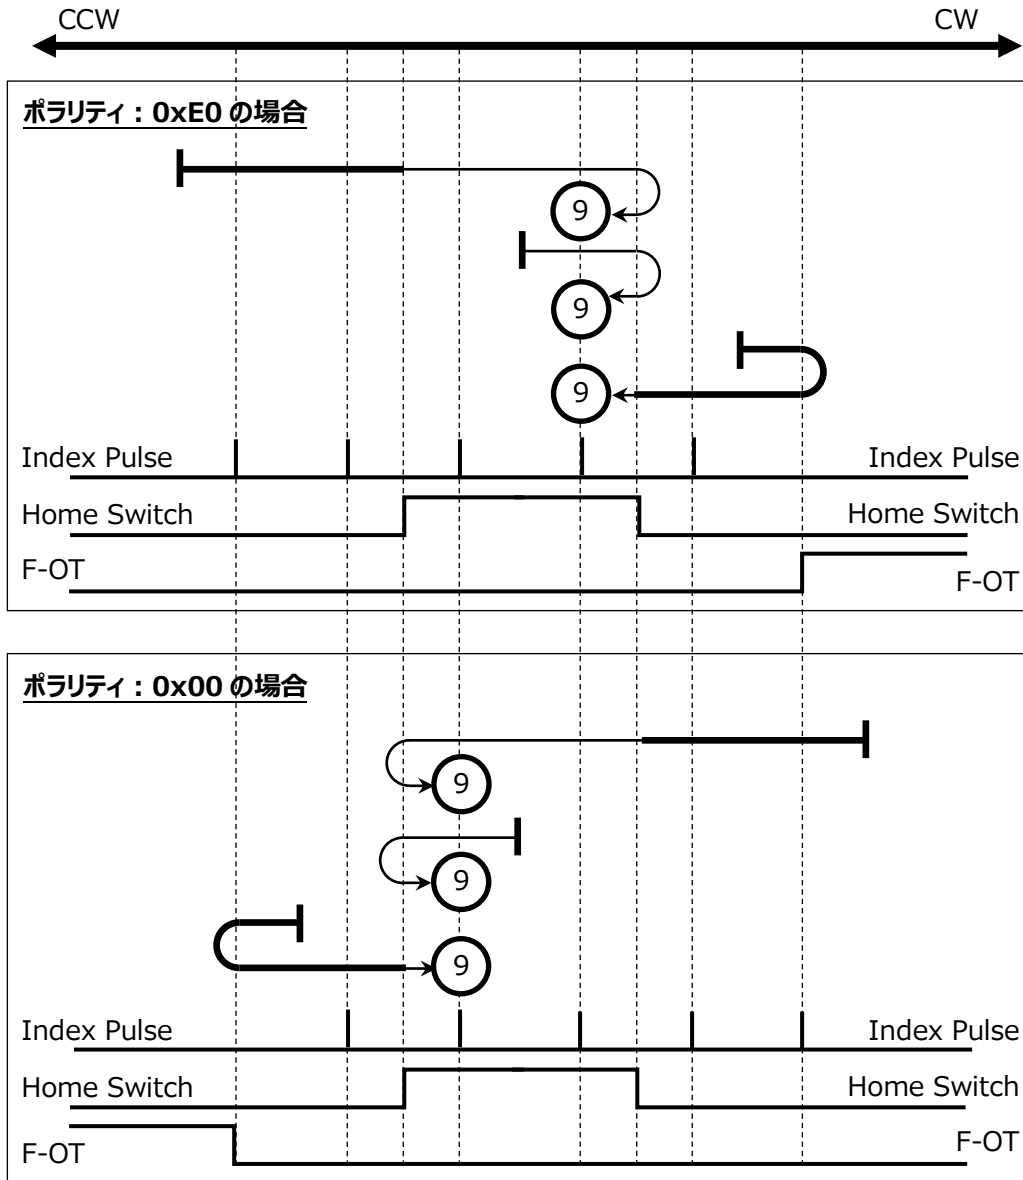 CCW CW
ポラリティ：0xE0 の場合
9
9
9
Index Pulse Index Pulse
Home Switch Home Switch
F-OT F-OT
ポラリティ：0x00 の場合
9
9
9
Index Pulse Index Pulse
Home Switch Home Switch
F-OT F-OT